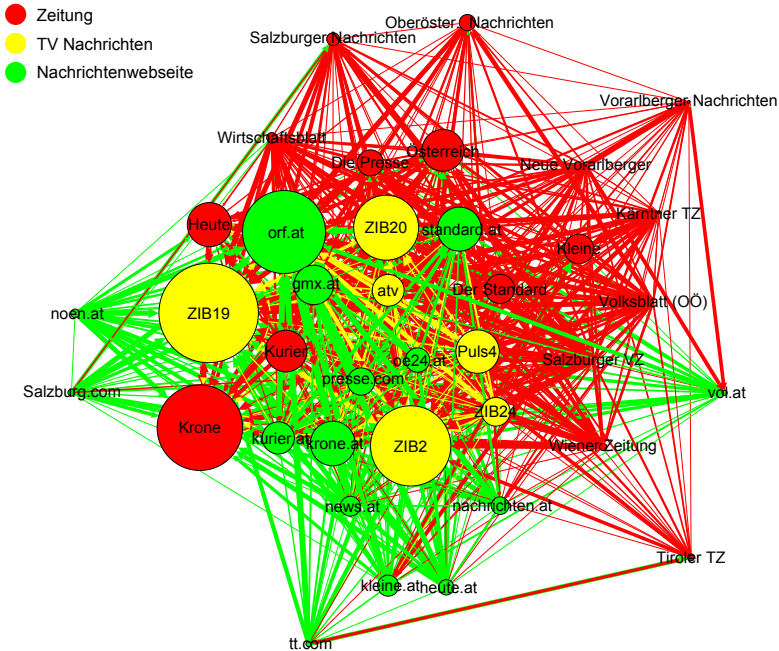 Zeitung
TV Nachrichten
Nachrichtenwebseite
Oberöster. Nachrichten
Salzburger Nachrichten
Vorarlberger Nachrichten
Wirtschaftsblatt
Die Presse
Österreich
Neue Vorarlberger
Kärntner TZ
Heute
orf.at
ZIB20
standard.at
Kleine
gmx.at
atv
Der Standard
Volksblatt (OÖ)
noen.at
ZIB19
Kurier
oe24.at
Puls4
Salzburger VZ
presse.com
Salzburg.com
vol.at
ZIB24
Krone
kurier.at
krone.at
ZIB2
Wiener Zeitung
news.at
nachrichten.at
Tiroler TZ
kleine.at
heute.at
tt.com